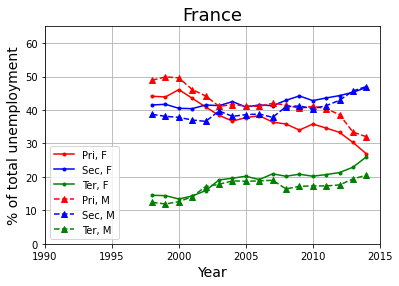 France
% of total unemployment
60
50
40
30
20
10
0
Pri, F
Sec, F
Ter, F
Pri, M
Sec, M
Ter, M
1990 1995 2000 2005 2010 2015
Year